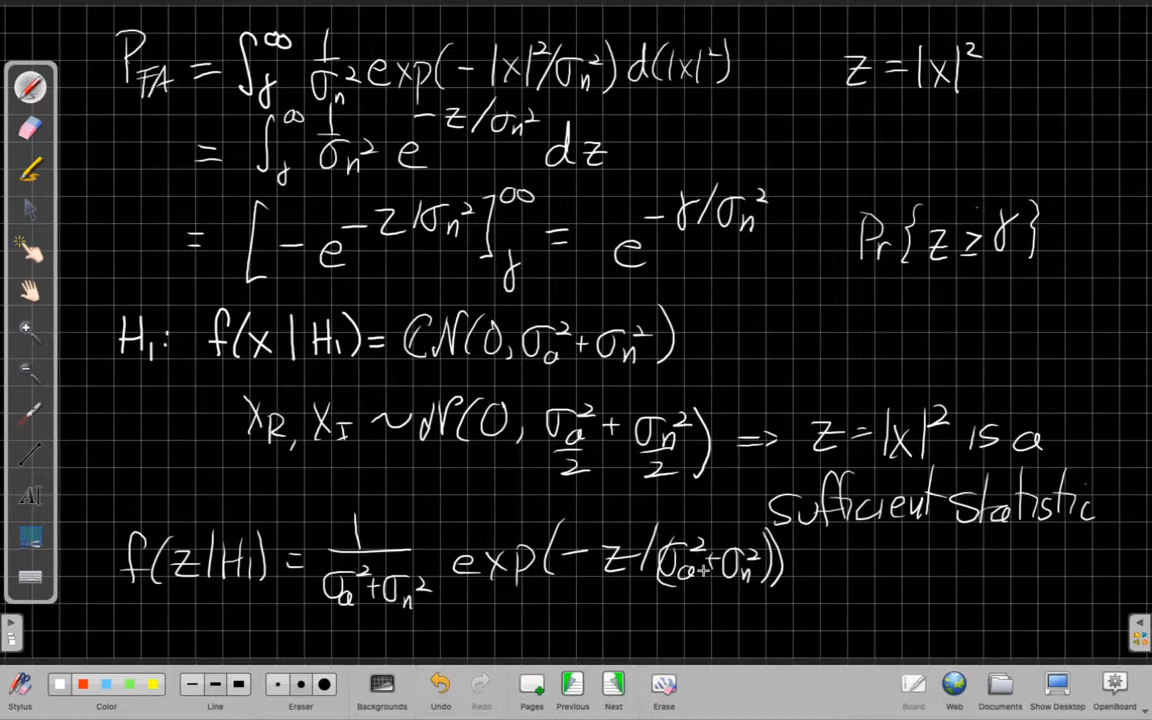 P_FA = ∫_γ^∞ 1/σ_n² exp(-|x|²/σ_n²) d(|x|²)    z = |x|²
= ∫_γ^∞ 1/σ_n² e^(-z/σ_n²) dz
= [-e^(-z/σ_n²)]_γ^∞ = e^(-γ/σ_n²)    Pr{z ≥ γ}
H₁: f(x|H₁) = CN(0, σ_a² + σ_n²)
x_R, x_I ~ N(0, σ_a²/2 + σ_n²/2) => z = |x|² is a
sufficient statistic
f(z|H₁) = 1/(σ_a² + σ_n²) exp(-z/(σ_a² + σ_n²))
Stylus Color Line Eraser Backgrounds Undo Redo Pages Previous Next Erase Board Web Documents Show Desktop OpenBoard